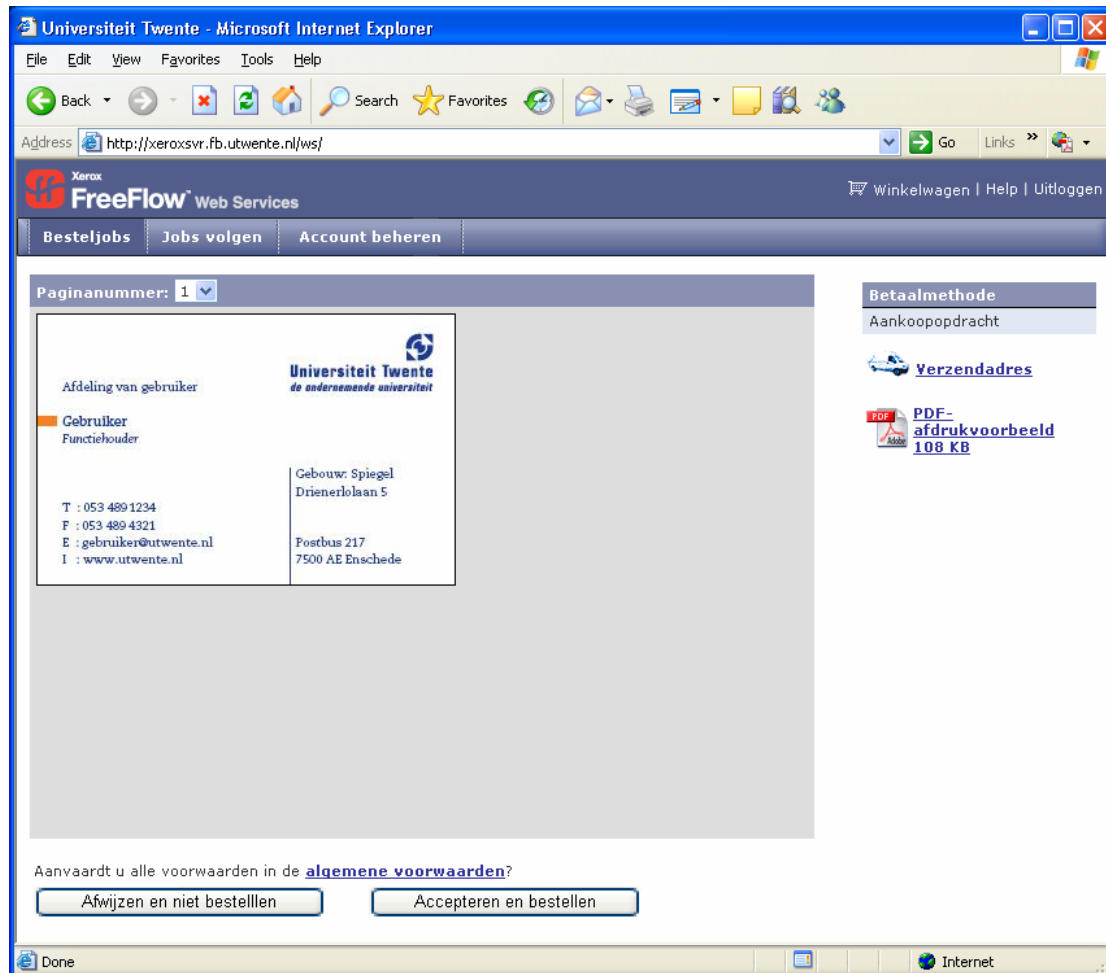 Universiteit Twente - Microsoft Internet Explorer
File Edit View Favorites Tools Help
Back Search Favorites
Address http://xeroxsvr.fb.utwente.nl/ws/ Go Links »
Xerox
FreeFlow™ Web Services
Winkelwagen | Help | Uitloggen
Besteljobs Jobs volgen Account beheren
Paginanummer: 1
Universiteit Twente
de ondernemende universiteit
Afdeling van gebruiker
Gebruiker
Functiehouder
T : 053 489 1234
F : 053 489 4321
E : gebruiker@utwente.nl
I : www.utwente.nl
Gebouw: Spiegel
Drienerlolaan 5
Postbus 217
7500 AE Enschede
Betaalmethode
Aankoopopdracht
Verzendadres
PDF
Adobe
PDF-
afdrukvoorbeeld
108 KB
Aanvaardt u alle voorwaarden in de algemene voorwaarden?
Afwijzen en niet bestelllen Accepteren en bestellen
Done Internet